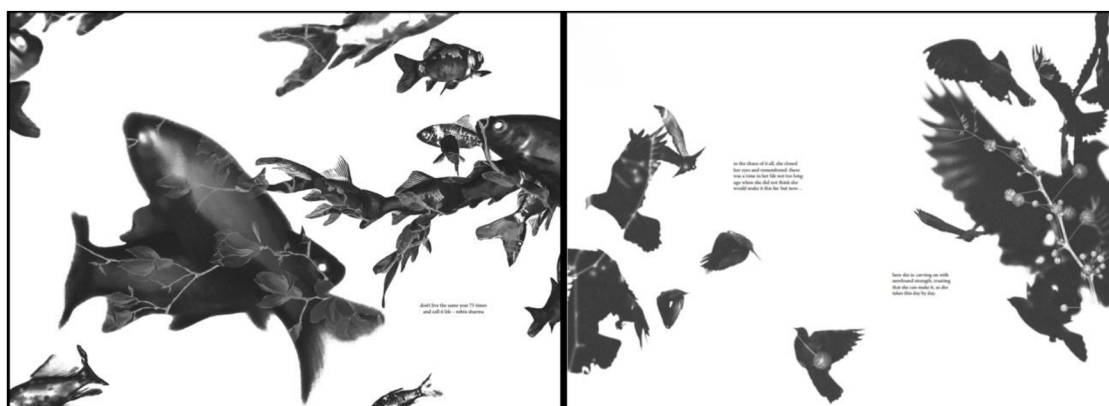 don't live the same year 75 times
and call it life – robin sharma
in the chaos of it all, she closed
her eyes and remembered: there
was a time in her life not too long
ago when she did not think she
would make it this far. but now...
here she is: carving on with
newfound strength, trusting
that she can make it, as she
takes this day by day